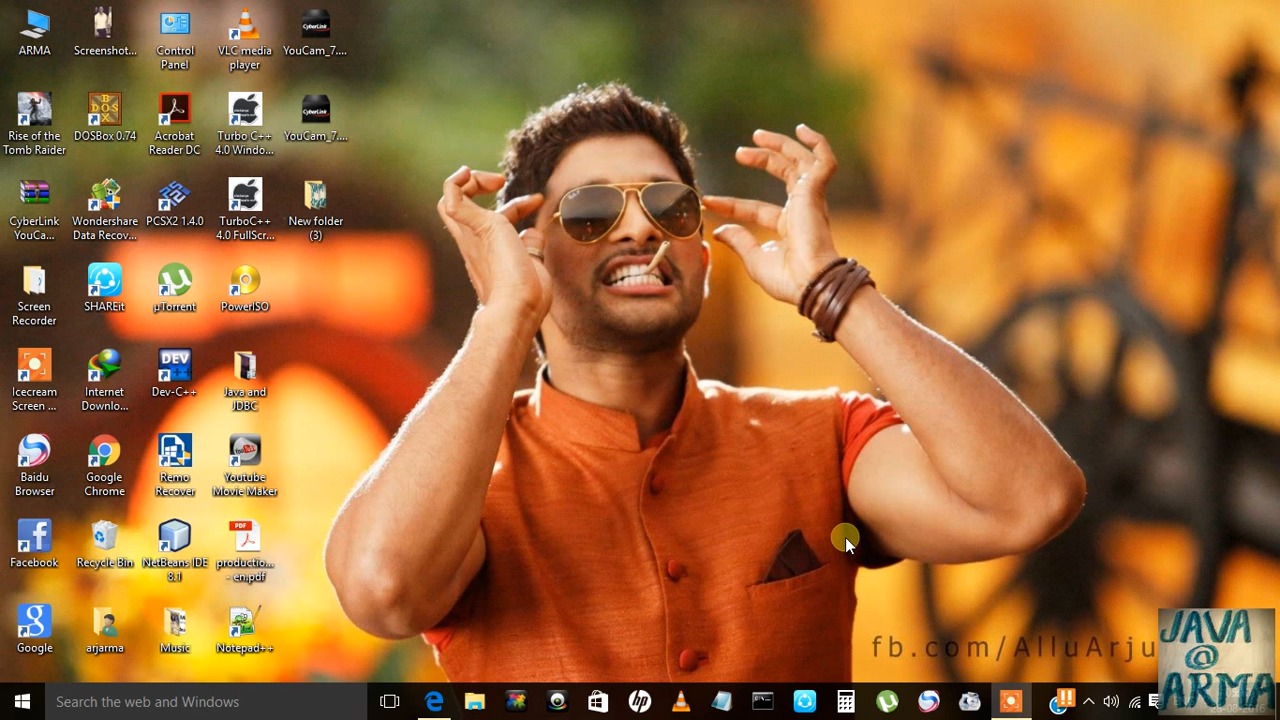 ARMA
Screenshot...
Control Panel
VLC media player
YouCam_7....
Rise of the Tomb Raider
DOSBox 0.74
Acrobat Reader DC
Turbo C++ 4.0 Windo...
YouCam_7....
CyberLink YouCa...
Wondershare Data Recov...
PCSX2 1.4.0
TurboC++ 4.0 FullScr...
New folder (3)
Screen Recorder
SHAREit
µTorrent
PowerISO
Icecream Screen ...
Internet Downlo...
Dev-C++
Java and JDBC
Baidu Browser
Google Chrome
Remo Recover
Youtube Movie Maker
Facebook
Recycle Bin
NetBeans IDE 8.1
productio... - en.pdf
Google
arjarma
Music
Notepad++
fb.com/AlluArju
JAVA
@
ARMA
Search the web and Windows